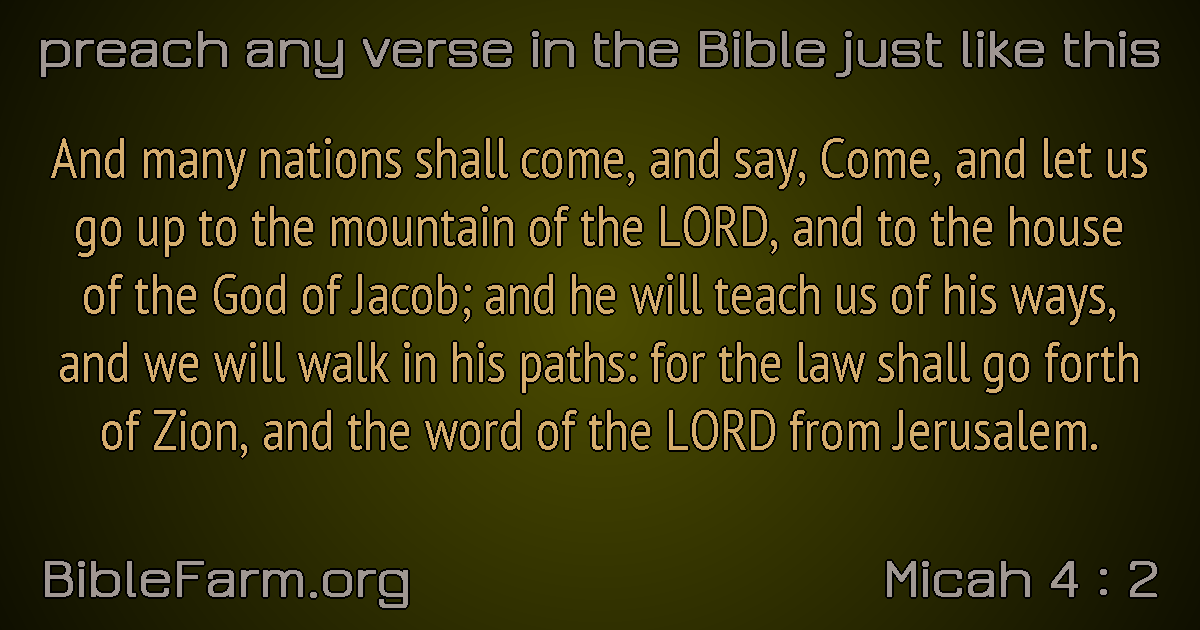 preach any verse in the Bible just like this
And many nations shall come, and say, Come, and let us
go up to the mountain of the LORD, and to the house
of the God of Jacob; and he will teach us of his ways,
and we will walk in his paths: for the law shall go forth
of Zion, and the word of the LORD from Jerusalem.
BibleFarm.org
Micah 4 : 2